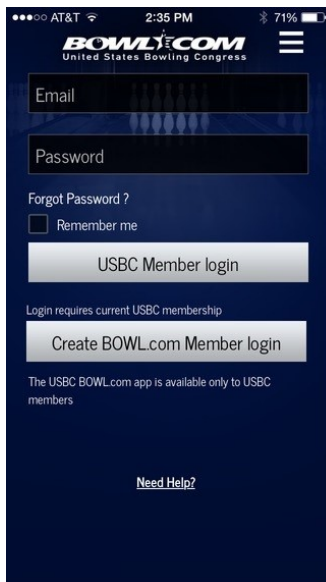 AT&T 2:35 PM 71%
BOWL.COM
United States Bowling Congress
Email
Password
Forgot Password ?
Remember me
USBC Member login
Login requires current USBC membership
Create BOWL.com Member login
The USBC BOWL.com app is available only to USBC
members
Need Help?